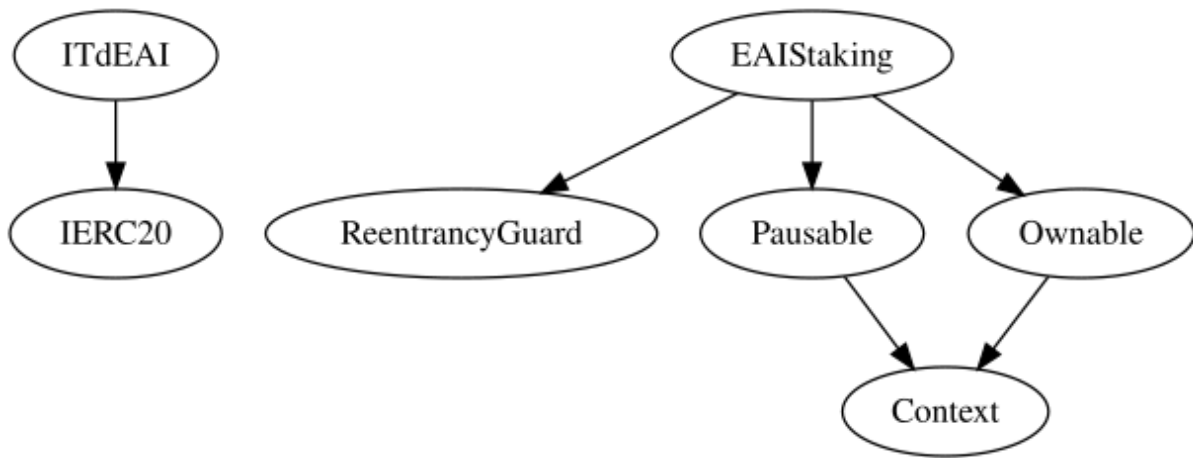 ITdEAI
EAIStaking
IERC20
ReentrancyGuard
Pausable
Ownable
Context